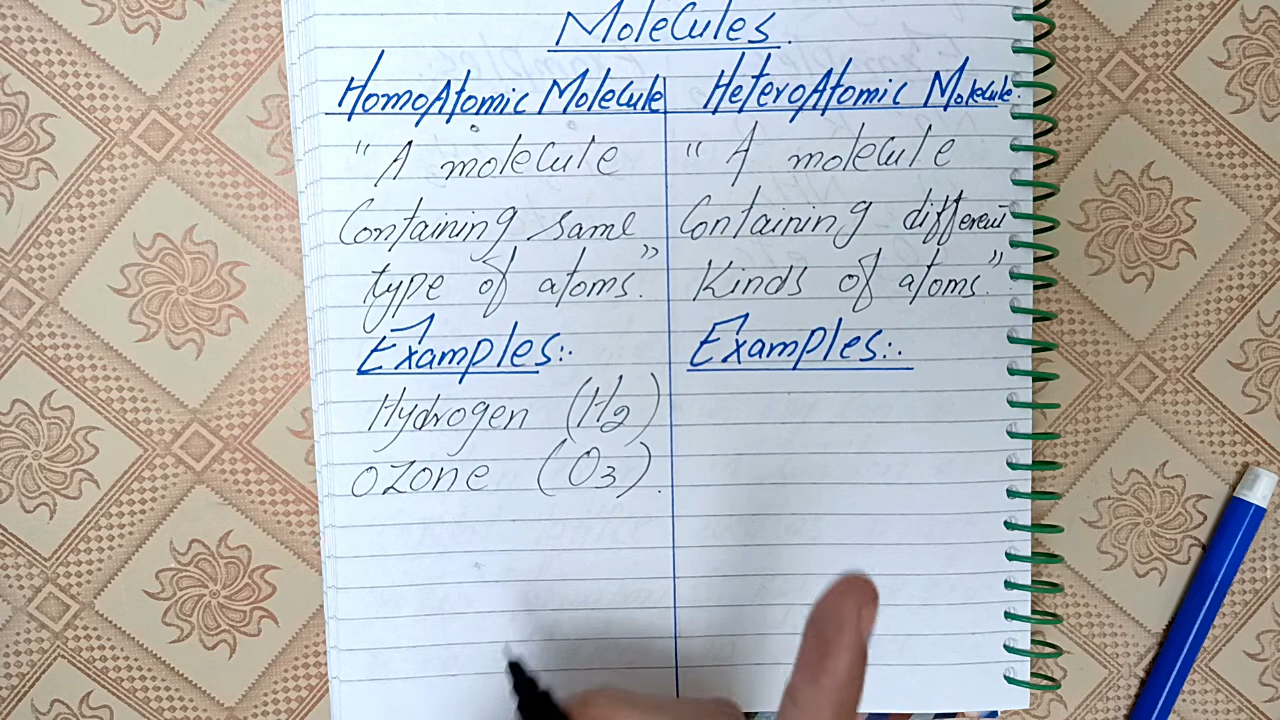 Molecules.
HomoAtomic Molecule
"A molecule
Containing same
type of atoms."
Examples:.
Hydrogen (H2)
Ozone (O3).
HeteroAtomic Molecule.
"A molecule
Containing different
Kinds of atoms."
Examples:.